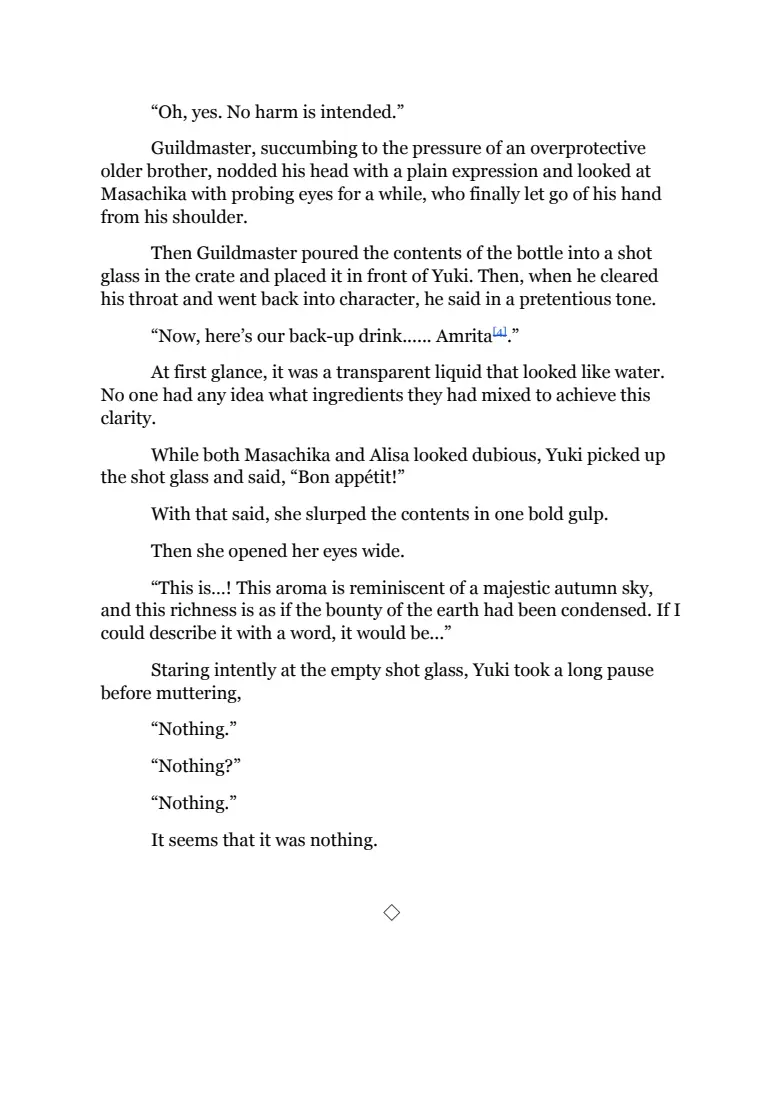 “Oh, yes. No harm is intended.”
Guildmaster, succumbing to the pressure of an overprotective
older brother, nodded his head with a plain expression and looked at
Masachika with probing eyes for a while, who finally let go of his hand
from his shoulder.
Then Guildmaster poured the contents of the bottle into a shot
glass in the crate and placed it in front of Yuki. Then, when he cleared
his throat and went back into character, he said in a pretentious tone.
“Now, here’s our back-up drink...... Amrita[4].”
At first glance, it was a transparent liquid that looked like water.
No one had any idea what ingredients they had mixed to achieve this
clarity.
While both Masachika and Alisa looked dubious, Yuki picked up
the shot glass and said, “Bon appétit!”
With that said, she slurped the contents in one bold gulp.
Then she opened her eyes wide.
“This is...! This aroma is reminiscent of a majestic autumn sky,
and this richness is as if the bounty of the earth had been condensed. If I
could describe it with a word, it would be...”
Staring intently at the empty shot glass, Yuki took a long pause
before muttering,
“Nothing.”
“Nothing?”
“Nothing.”
It seems that it was nothing.
◇